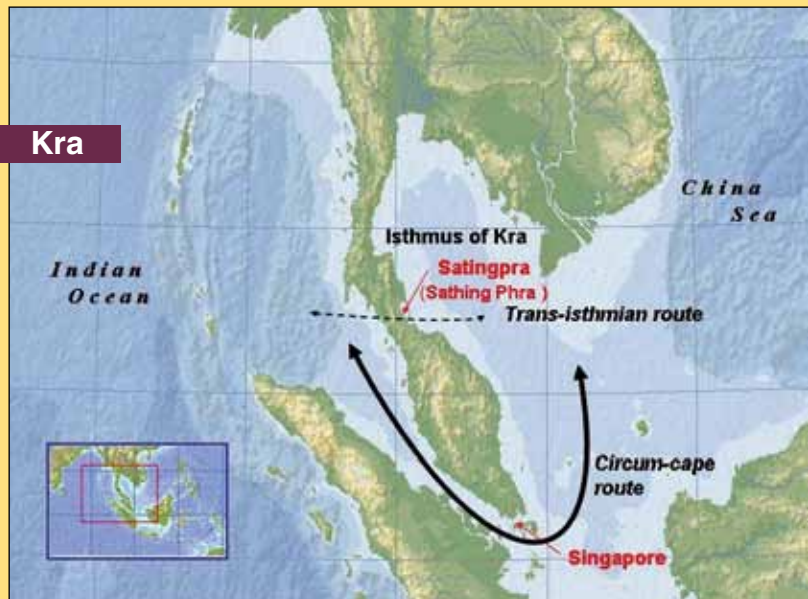 Kra
China
Sea
Isthmus of Kra
Satingpra
(Sathing Phra )
Indian
Ocean
Trans-isthmian route
Circum-cape
route
Singapore